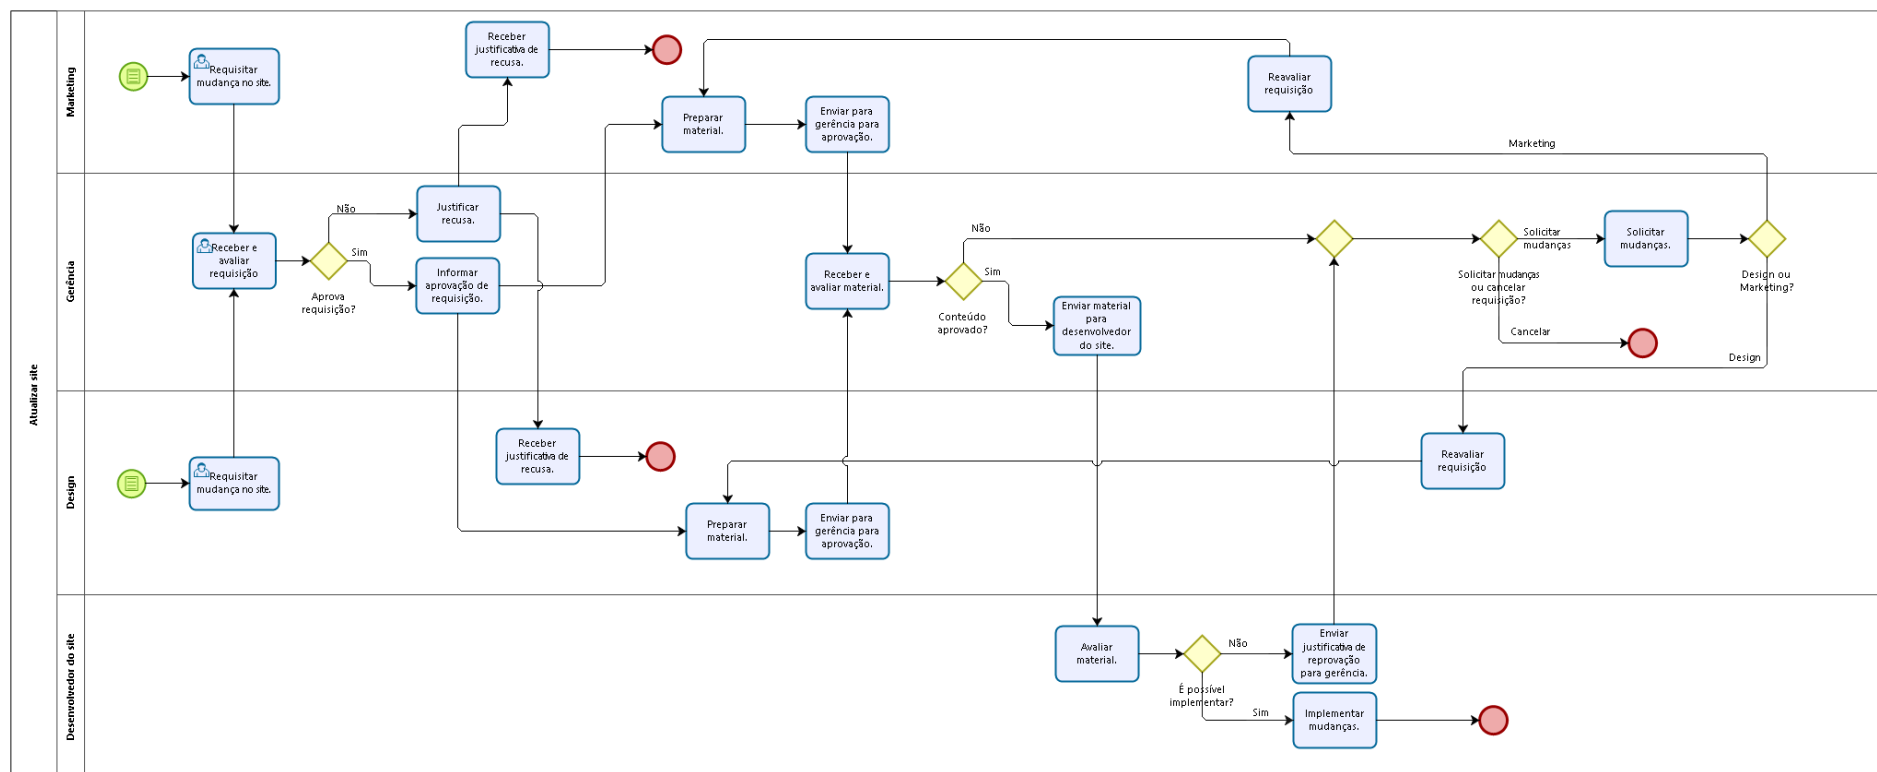 Atualizar site
Marketing
Requisitar
mudança no site.
Receber
justificativa de
recusa.
Preparar
material.
Enviar para
gerência para
aprovação.
Reavaliar
requisição
Marketing
Gerência
Receber e
avaliar
requisição
Aprova
requisição?
Não
Sim
Justificar
recusa.
Informar
aprovação de
requisição.
Receber e
avaliar material.
Conteúdo
aprovado?
Não
Sim
Enviar material
para
desenvolvedor
do site.
Solicitar mudanças
ou cancelar
requisição?
Solicitar
mudanças
Cancelar
Solicitar
mudanças.
Design ou
Marketing?
Design
Design
Requisitar
mudança no site.
Receber
justificativa de
recusa.
Preparar
material.
Enviar para
gerência para
aprovação.
Reavaliar
requisição
Desenvolvedor do site
Avaliar
material.
É possível
implementar?
Não
Sim
Enviar
justificativa de
reprovação
para gerência.
Implementar
mudanças.